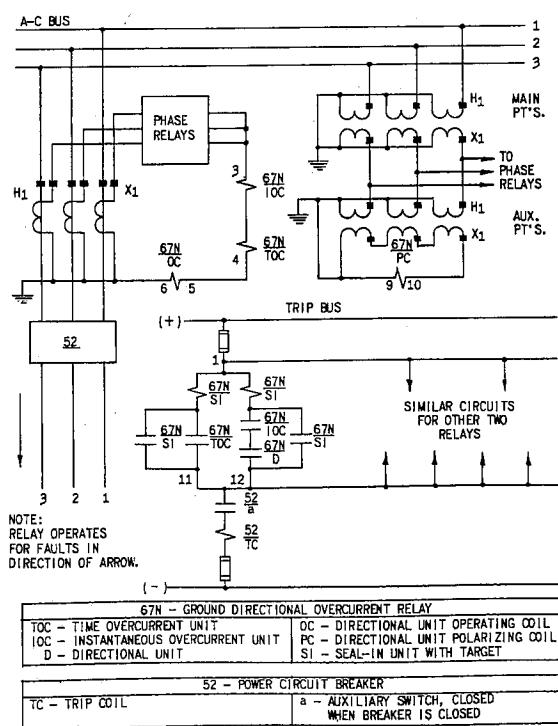 A-C BUS
1
2
3
PHASE
RELAYS
H1
MAIN
PT'S.
X1
TO
PHASE
RELAYS
3
67N
IOC
H1
X1
H1
AUX.
PT'S.
X1
67N
PC
9 10
4
67N
TOC
67N
OC
6 5
52
(+)
TRIP BUS
1
67N
SI
67N
SI
67N
SI
67N
TOC
67N
IOC
67N
D
67N
SI
SIMILAR CIRCUITS
FOR OTHER TWO
RELAYS
11
12
52
a
52
TC
3 2 1
NOTE:
RELAY OPERATES
FOR FAULTS IN
DIRECTION OF ARROW.
(-)
67N - GROUND DIRECTIONAL OVERCURRENT RELAY
TOC - TIME OVERCURRENT UNIT
IOC - INSTANTANEOUS OVERCURRENT UNIT
D - DIRECTIONAL UNIT
OC - DIRECTIONAL UNIT OPERATING COIL
PC - DIRECTIONAL UNIT POLARIZING COIL
SI - SEAL-IN UNIT WITH TARGET
52 - POWER CIRCUIT BREAKER
TC - TRIP COIL
a - AUXILIARY SWITCH, CLOSED
WHEN BREAKER IS CLOSED